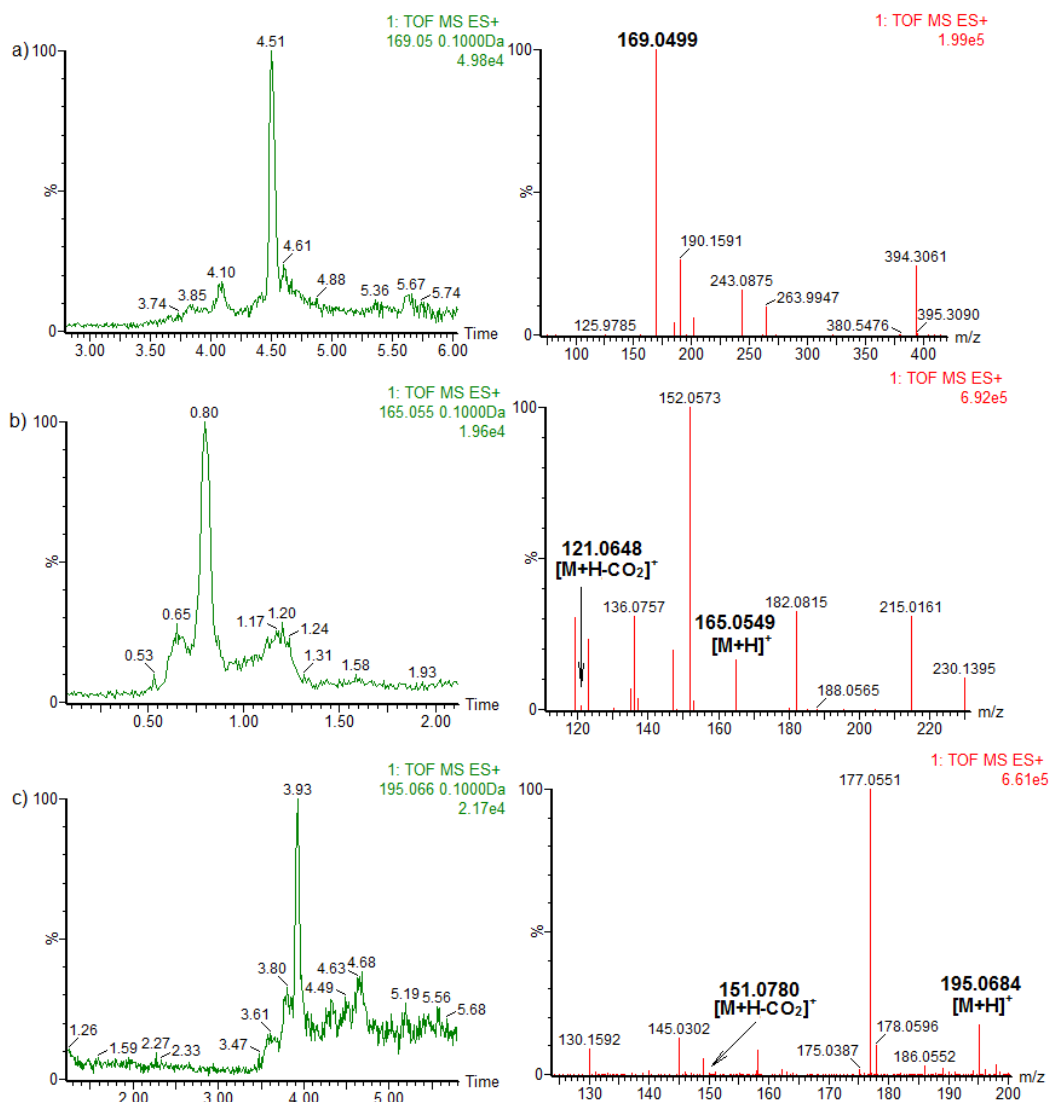 a)
1: TOF MS ES+
169.05 0.1000Da
4.98e4
100
%
0
4.51
4.61
4.10
4.88
3.74
3.85
5.36
5.67
5.74
3.00 3.50 4.00 4.50 5.00 5.50 6.00
Time
1: TOF MS ES+
1.99e5
100
%
0
169.0499
190.1591
394.3061
243.0875
263.9947
125.9785
380.5476
395.3090
100 150 200 250 300 350 400
m/z
b)
1: TOF MS ES+
165.055 0.1000Da
1.96e4
100
%
0
0.80
0.65
1.17
1.20
1.24
0.53
1.31
1.58
1.93
0.50 1.00 1.50 2.00
Time
1: TOF MS ES+
6.92e5
100
%
0
152.0573
121.0648
[M+H-CO₂]⁺
136.0757
165.0549
[M+H]⁺
182.0815
215.0161
188.0565
230.1395
120 140 160 180 200 220
m/z
c)
1: TOF MS ES+
195.066 0.1000Da
2.17e4
100
%
0
3.93
3.80
4.63
4.68
4.49
3.61
5.19
5.56
5.68
1.26
1.59
2.27
2.33
3.47
2.00 3.00 4.00 5.00
Time
1: TOF MS ES+
6.61e5
100
%
0
177.0551
151.0780
[M+H-CO₂]⁺
195.0684
[M+H]⁺
130.1592
145.0302
178.0596
175.0387
186.0552
130 140 150 160 170 180 190 200
m/z